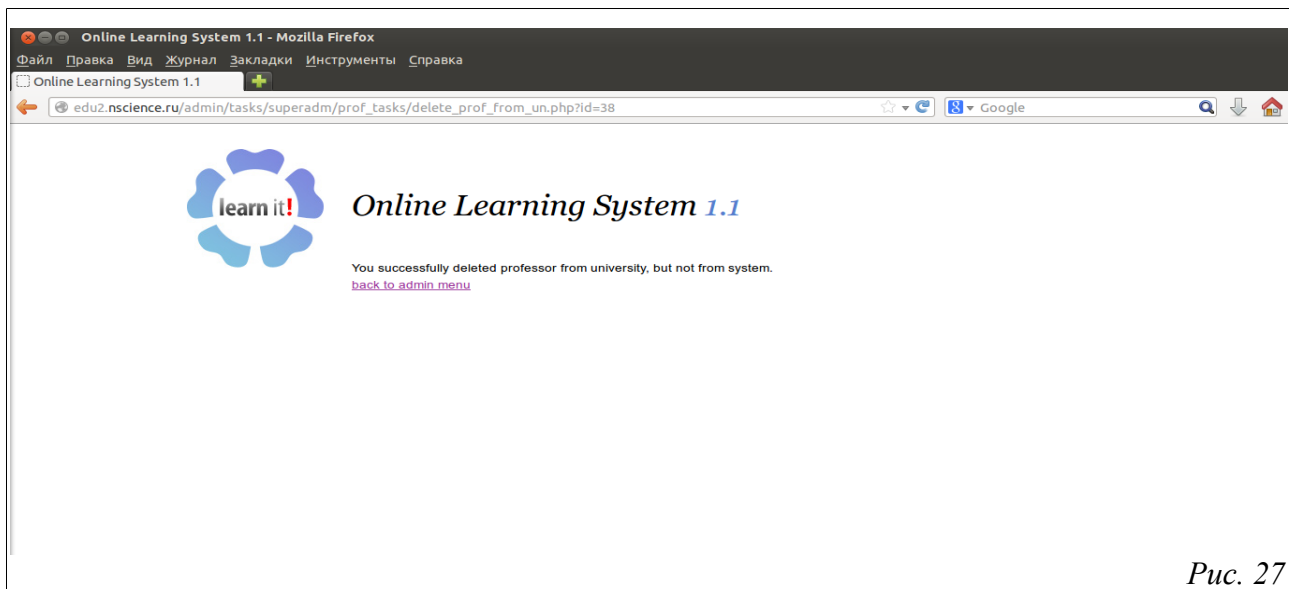 Online Learning System 1.1 - Mozilla Firefox
Файл Правка Вид Журнал Закладки Инструменты Справка
Online Learning System 1.1
edu2.nscience.ru/admin/tasks/superadm/prof_tasks/delete_prof_from_un.php?id=38
Google
learn it!
Online Learning System 1.1
You successfully deleted professor from university, but not from system.
back to admin menu
Рис. 27